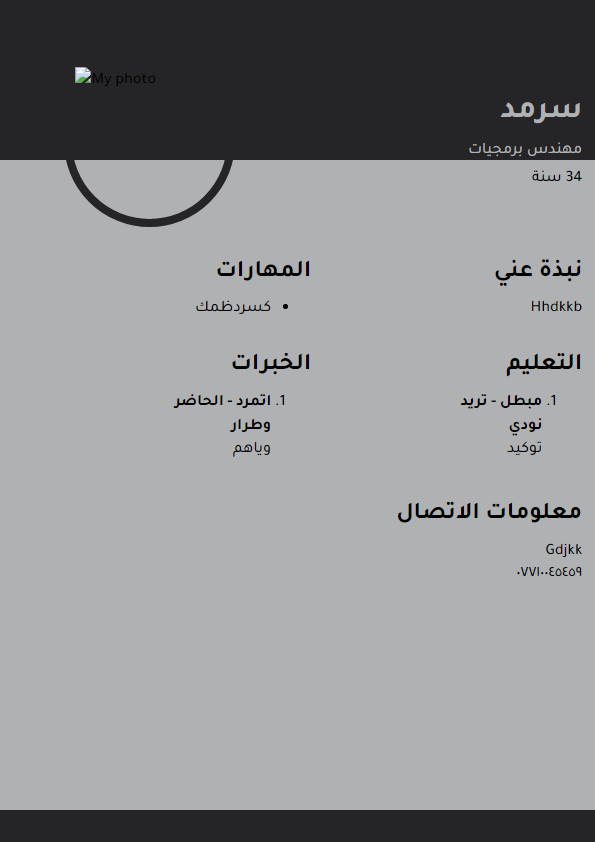 My photo
سرمد
مهندس برمجيات
34 سنة
نبذة عني
Hhdkkb
المهارات
• كسردظمك
التعليم
1. مبطل - تريد
نودي
توكيد
الخبرات
1. اتمرد - الحاضر
وطرار
وياهم
معلومات الاتصال
Gdjkk
٠٧٧١٠٠٤٥٤٥٩